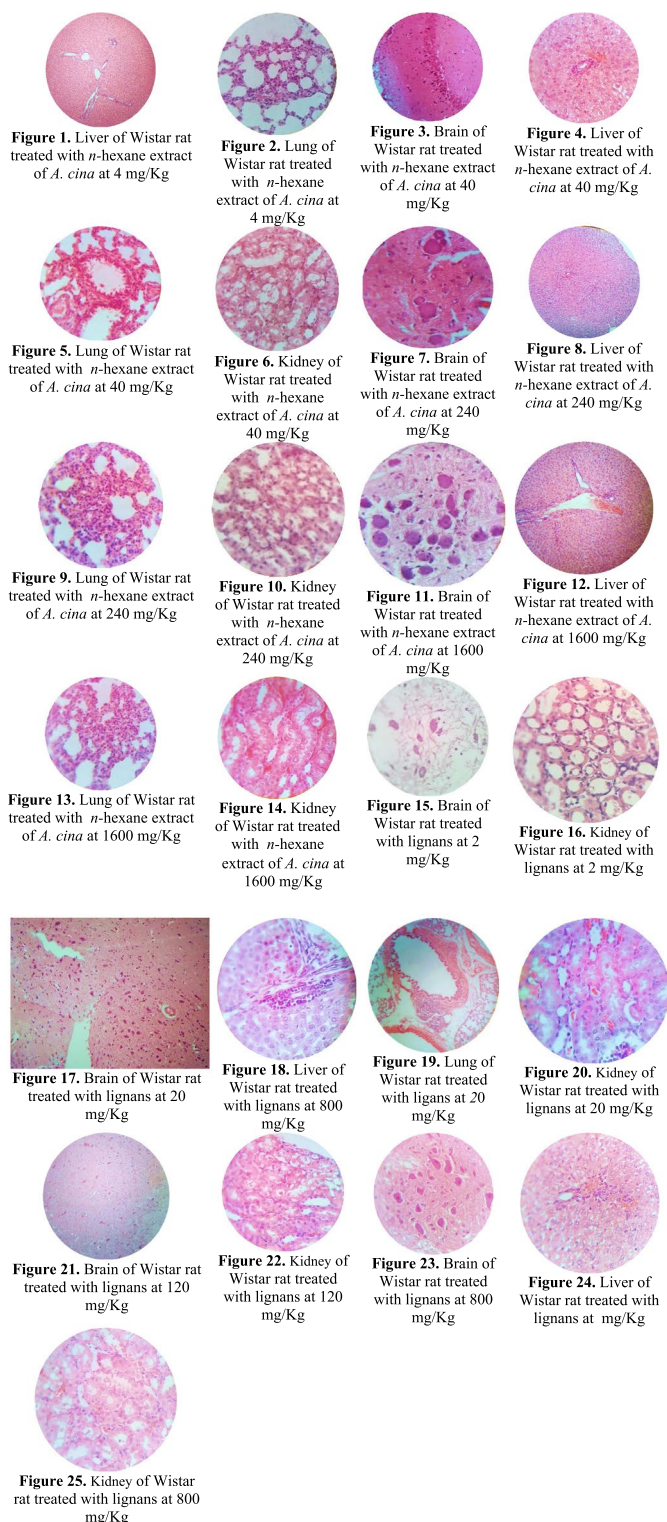 Figure 1. Liver of Wistar rat
treated with n-hexane extract
of A. cina at 4 mg/Kg
Figure 2. Lung of
Wistar rat treated
with n-hexane
extract of A. cina at
4 mg/Kg
Figure 3. Brain of
Wistar rat treated
with n-hexane extract
of A. cina at 40
mg/Kg
Figure 4. Liver of
Wistar rat treated with
n-hexane extract of A.
cina at 40 mg/Kg
Figure 5. Lung of Wistar rat
treated with n-hexane extract
of A. cina at 40 mg/Kg
Figure 6. Kidney of
Wistar rat treated
with n-hexane
extract of A. cina at
40 mg/Kg
Figure 7. Brain of
Wistar rat treated
with n-hexane extract
of A. cina at 240
mg/Kg
Figure 8. Liver of
Wistar rat treated with
n-hexane extract of A.
cina at 240 mg/Kg
Figure 9. Lung of Wistar rat
treated with n-hexane extract
of A. cina at 240 mg/Kg
Figure 10. Kidney
of Wistar rat treated
with n-hexane
extract of A. cina at
240 mg/Kg
Figure 11. Brain of
Wistar rat treated
with n-hexane extract
of A. cina at 1600
mg/Kg
Figure 12. Liver of
Wistar rat treated with
n-hexane extract of A.
cina at 1600 mg/Kg
Figure 13. Lung of Wistar rat
treated with n-hexane extract
of A. cina at 1600 mg/Kg
Figure 14. Kidney
of Wistar rat treated
with n-hexane
extract of A. cina at
1600 mg/Kg
Figure 15. Brain of
Wistar rat treated
with lignans at 2
mg/Kg
Figure 16. Kidney of
Wistar rat treated with
lignans at 2 mg/Kg
Figure 17. Brain of Wistar rat
treated with lignans at 20
mg/Kg
Figure 18. Liver of
Wistar rat treated
with lignans at 800
mg/Kg
Figure 19. Lung of
Wistar rat treated
with ligans at 20
mg/Kg
Figure 20. Kidney of
Wistar rat treated with
lignans at 20 mg/Kg
Figure 21. Brain of Wistar rat
treated with lignans at 120
mg/Kg
Figure 22. Kidney of
Wistar rat treated
with lignans at 120
mg/Kg
Figure 23. Brain of
Wistar rat treated
with lignans at 800
mg/Kg
Figure 24. Liver of
Wistar rat treated with
lignans at mg/Kg
Figure 25. Kidney of Wistar
rat treated with lignans at 800
mg/Kg